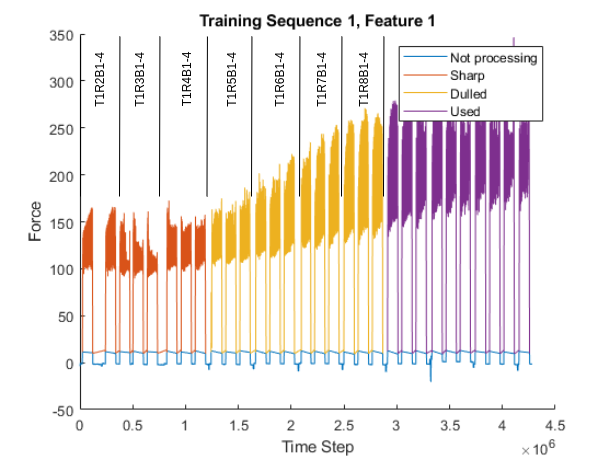 Training Sequence 1, Feature 1
350
300
250
200
150
100
50
0
-50
Force
T1R2B1-4
T1R3B1-4
T1R4B1-4
T1R5B1-4
T1R6B1-4
T1R7B1-4
T1R8B1-4
Not processing
Sharp
Dulled
Used
0 0.5 1 1.5 2 2.5 3 3.5 4 4.5
Time Step
×10⁶